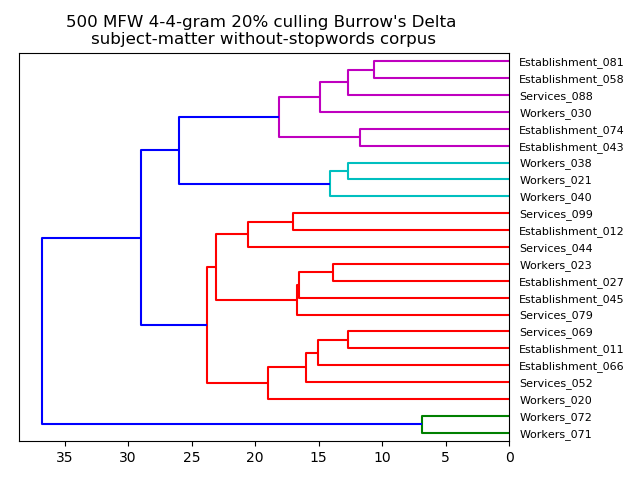 500 MFW 4-4-gram 20% culling Burrow's Delta
subject-matter without-stopwords corpus
Establishment_081
Establishment_058
Services_088
Workers_030
Establishment_074
Establishment_043
Workers_038
Workers_021
Workers_040
Services_099
Establishment_012
Services_044
Workers_023
Establishment_027
Establishment_045
Services_079
Services_069
Establishment_011
Establishment_066
Services_052
Workers_020
Workers_072
Workers_071
35 30 25 20 15 10 5 0